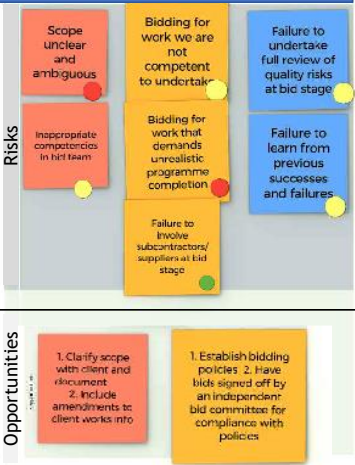 Risks
Scope
unclear
and
ambiguous
Inappropriate
competencies
in bid team
Bidding for
work we are
not
competent
to undertake
Bidding for
work that
demands
unrealistic
programme
completion
Failure to
involve
subcontractors/
suppliers at bid
stage
Failure to
undertake
full review of
quality risks
at bid stage
Failure to
learn from
previous
successes
and failures
Opportunities
1. Clarify scope
with client and
document
2. Include
amendments to
client works info
1. Establish bidding
policies 2. Have
bids signed off by
an independent
bid committee for
compliance with
policies